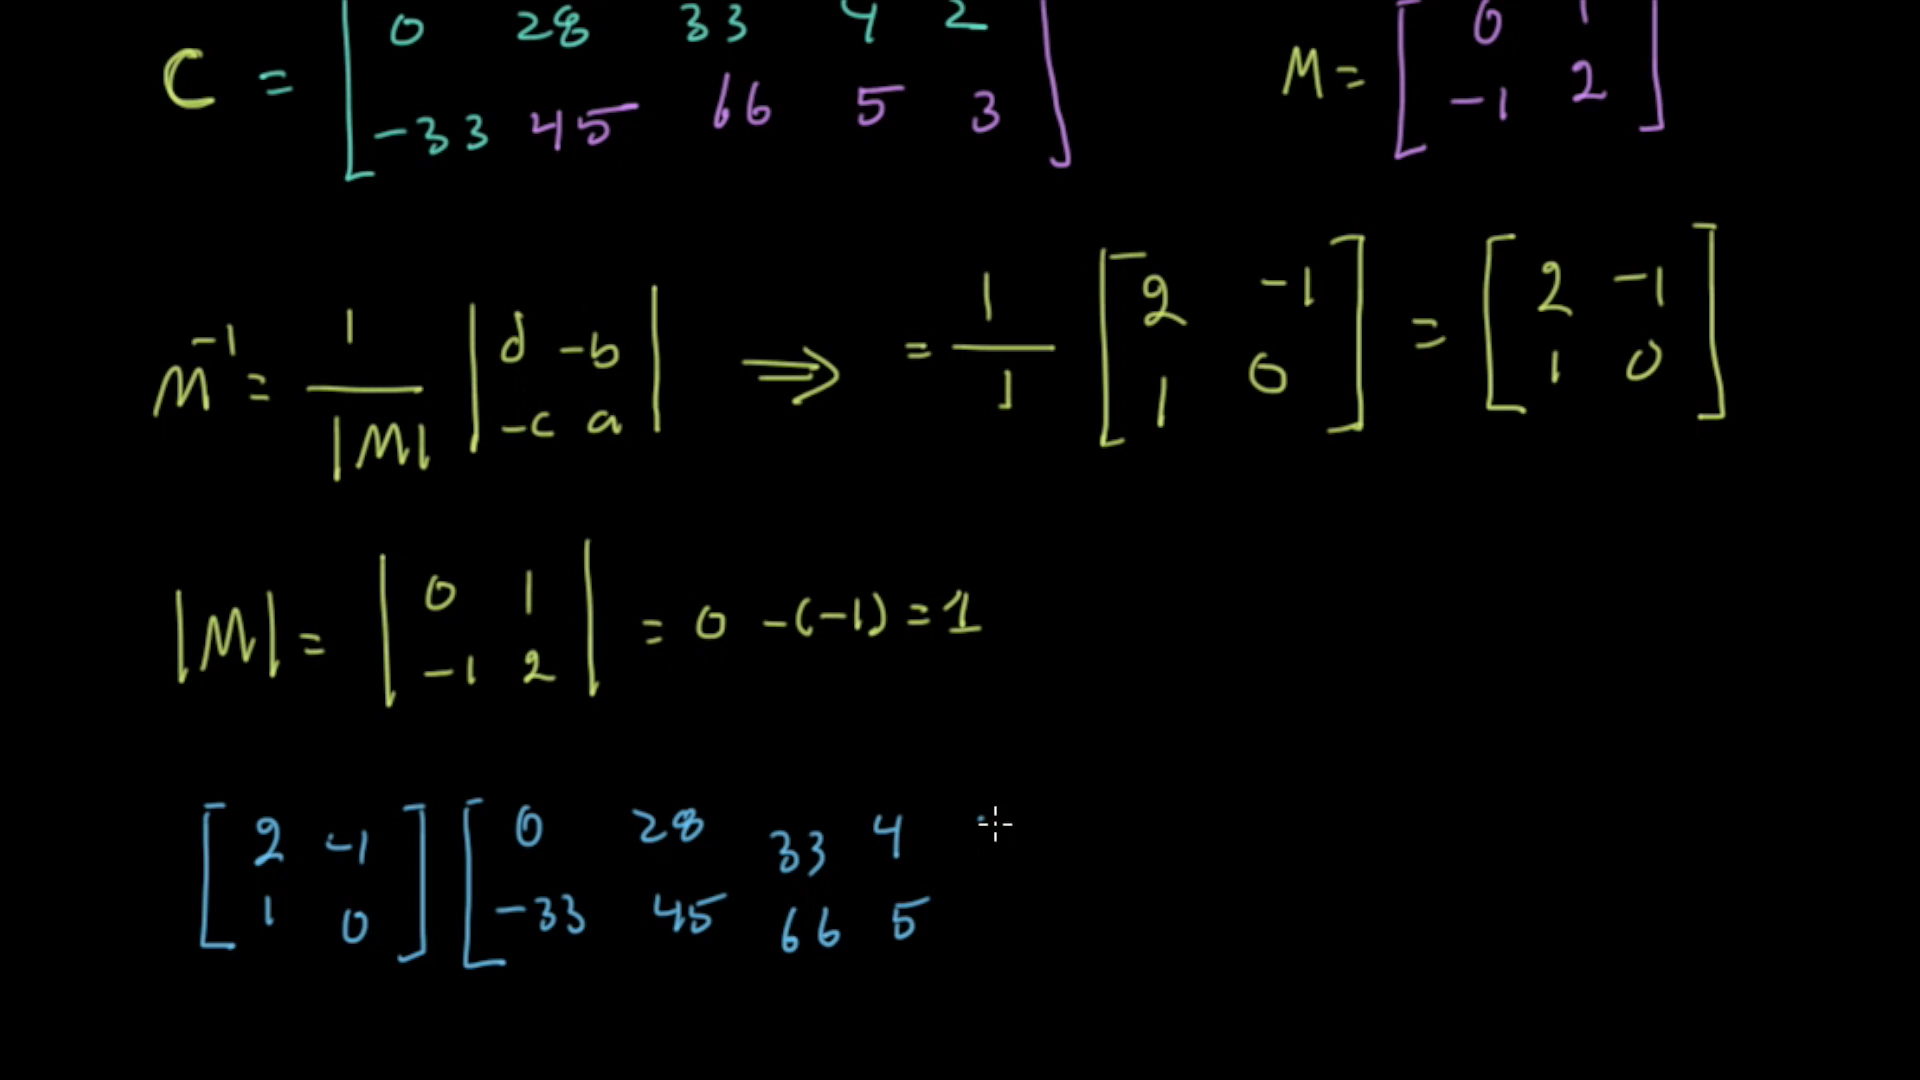 C = [ 0 28 33 4 2
-33 45 66 5 3 ]
M = [ 0 1
-1 2 ]
M⁻¹ = 1/|M| | d -b
-c a | ⇒ = 1/1 [ 2 -1
1 0 ] = [ 2 -1
1 0 ]
|M| = | 0 1
-1 2 | = 0 -(-1) = 1
[ 2 -1
1 0 ] [ 0 28 33 4
-33 45 66 5